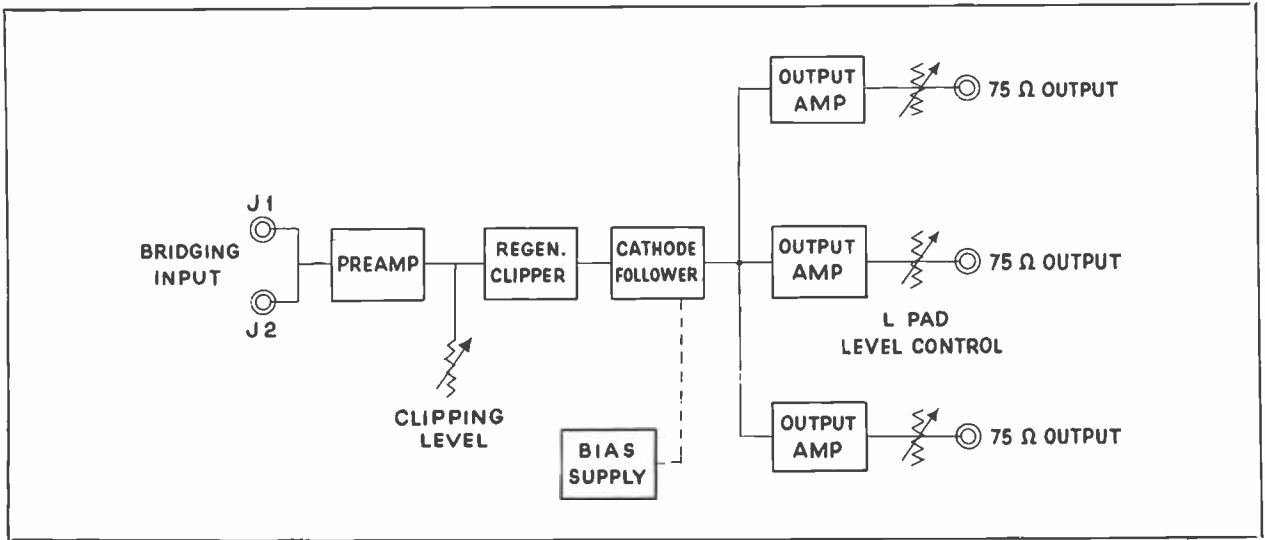 OUTPUT
AMP
75 Ω OUTPUT
J1
BRIDGING
INPUT
J2
PREAMP
CLIPPING
LEVEL
REGEN.
CLIPPER
CATHODE
FOLLOWER
BIAS
SUPPLY
OUTPUT
AMP
75 Ω OUTPUT
L PAD
LEVEL CONTROL
OUTPUT
AMP
75 Ω OUTPUT